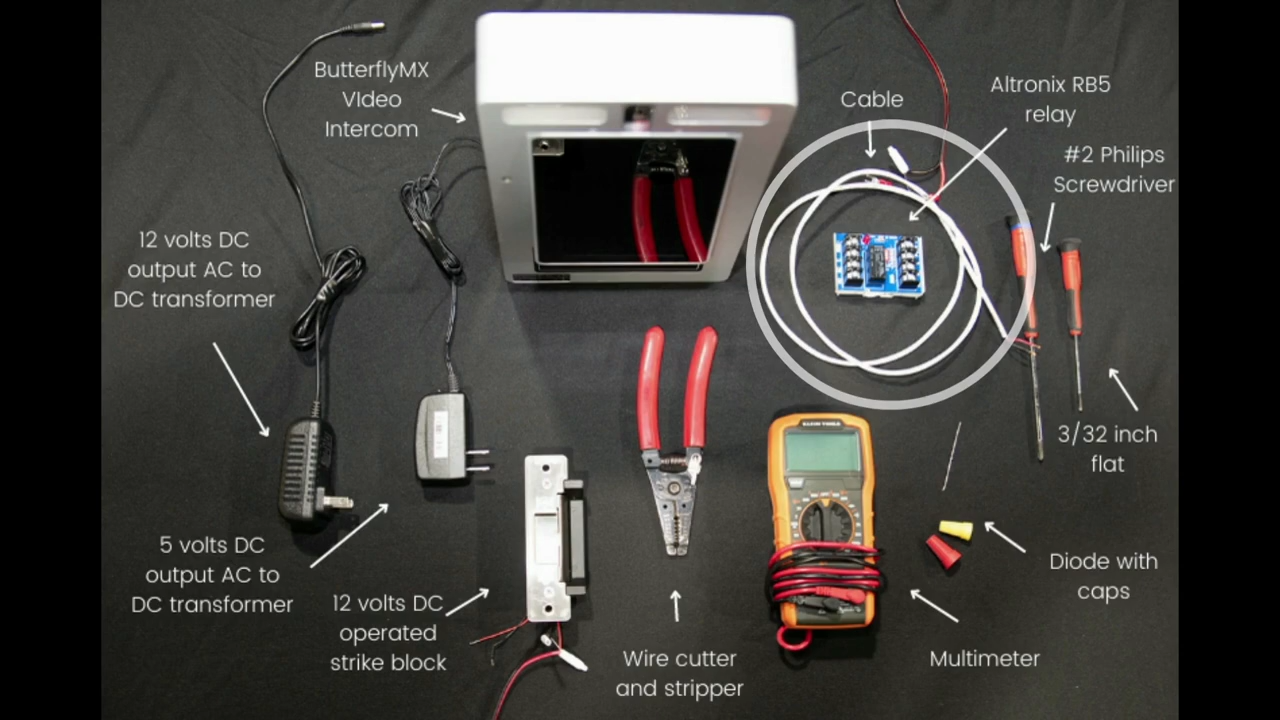 ButterflyMX
VIdeo
Intercom
Cable
Altronix RB5
relay
#2 Philips
Screwdriver
12 volts DC
output AC to
DC transformer
3/32 inch
flat
KLEIN TOOLS
5 volts DC
output AC to
DC transformer
12 volts DC
operated
strike block
Wire cutter
and stripper
Multimeter
Diode with
caps